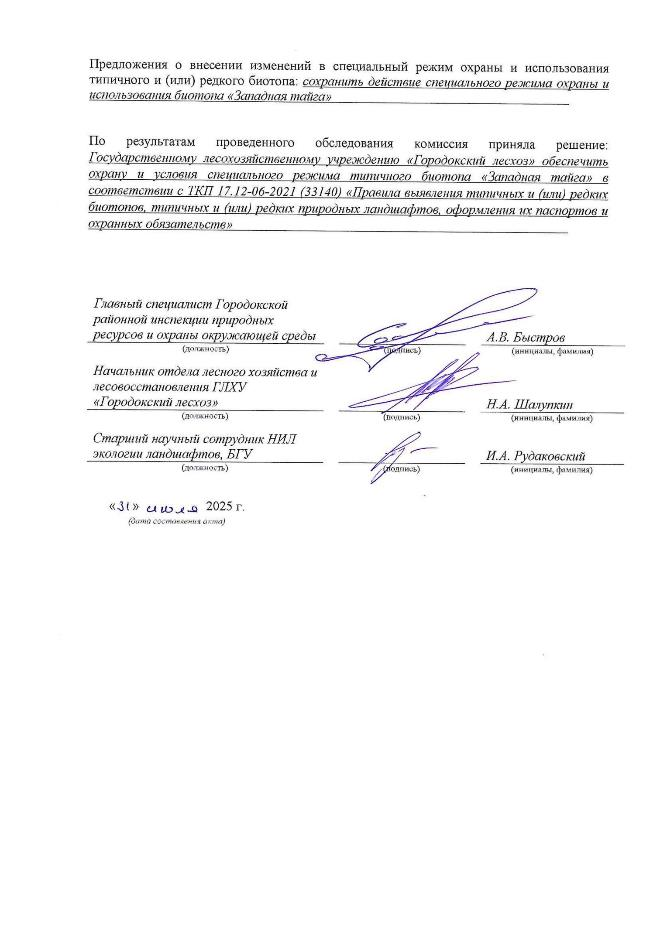 Предложения о внесении изменений в специальный режим охраны и использования
типичного и (или) редкого биотопа: сохранить действие специального режима охраны и
использования биотопа «Западная тайга»
По результатам проведенного обследования комиссия приняла решение:
Государственному лесохозяйственному учреждению «Городокский лесхоз» обеспечить
охрану и условия специального режима типичного биотопа «Западная тайга» в
соответствии с ТКП 17.12-06-2021 (33140) «Правила выявления типичных и (или) редких
биотопов, типичных и (или) редких природных ландшафтов, оформления их паспортов и
охранных обязательств»
Главный специалист Городокской
районной инспекции природных
ресурсов и охраны окружающей среды А.В. Быстров
(должность) (подпись) (инициалы, фамилия)
Начальник отдела лесного хозяйства и
лесовосстановления ГЛХУ
«Городокский лесхоз» Н.А. Шалупкин
(должность) (подпись) (инициалы, фамилия)
Старший научный сотрудник НИЛ
экологии ландшафтов, БГУ И.А. Рудаковский
(должность) (подпись) (инициалы, фамилия)
«31» июля 2025 г.
(дата составления акта)